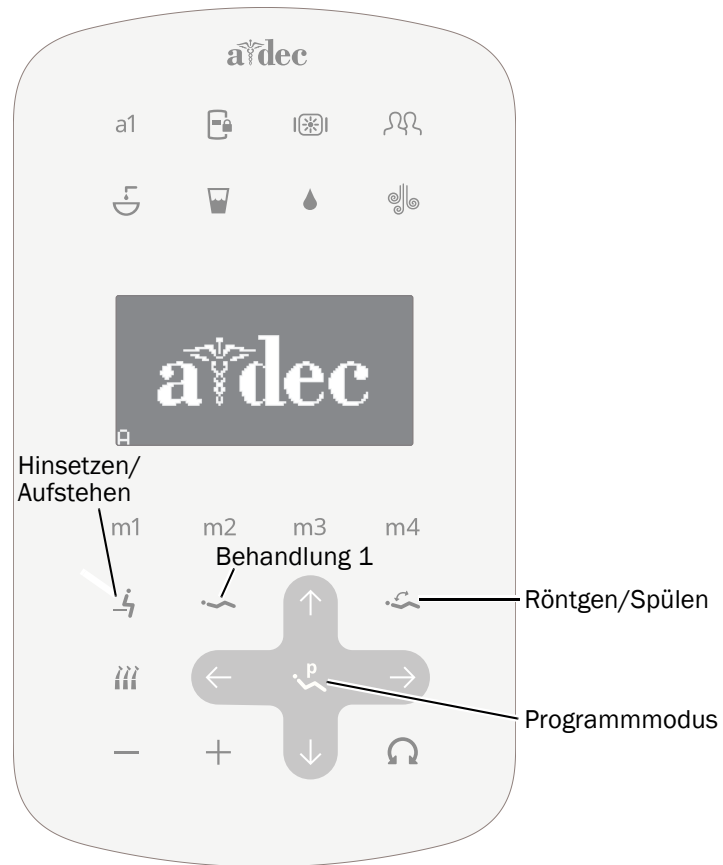 a dec
a1
a dec
A
Hinsetzen/
Aufstehen
m1 m2 m3 m4
Behandlung 1
Röntgen/Spülen
p
Programmmodus